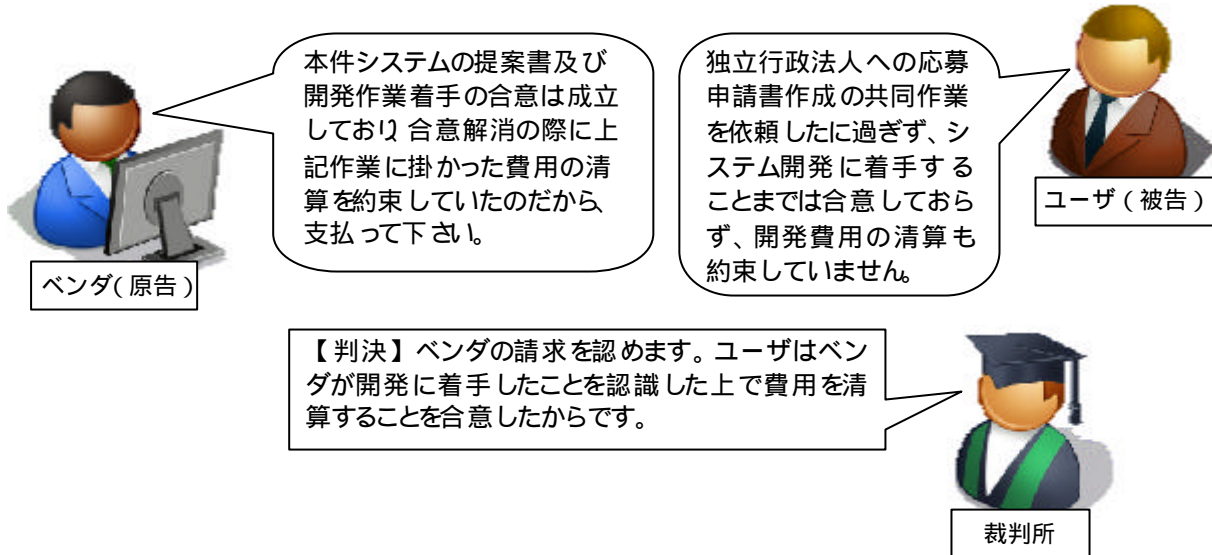 本件システムの提案書及び
開発作業着手の合意は成立
しており、合意解消の際に上
記作業に掛かった費用の清
算を約束していたのだから、
支払って下さい。
独立行政法人への応募
申請書作成の共同作業
を依頼したに過ぎず、シ
ステム開発に着手する
ことまでは合意しておら
ず、開発費用の清算も
約束していません。
ベンダ(原告)
ユーザ(被告)
【判決】ベンダの請求を認めます。ユーザはベン
ダが開発に着手したことを認識した上で費用を清
算することを合意したからです。
裁判所